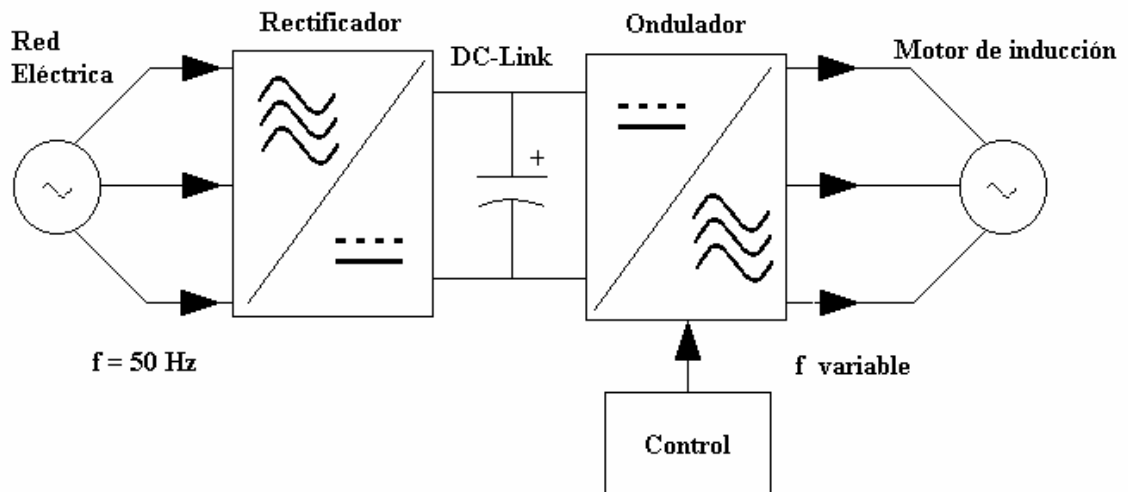 Red
Eléctrica
Rectificador
DC-Link
Ondulador
Motor de inducción
+
f = 50 Hz
f variable
Control